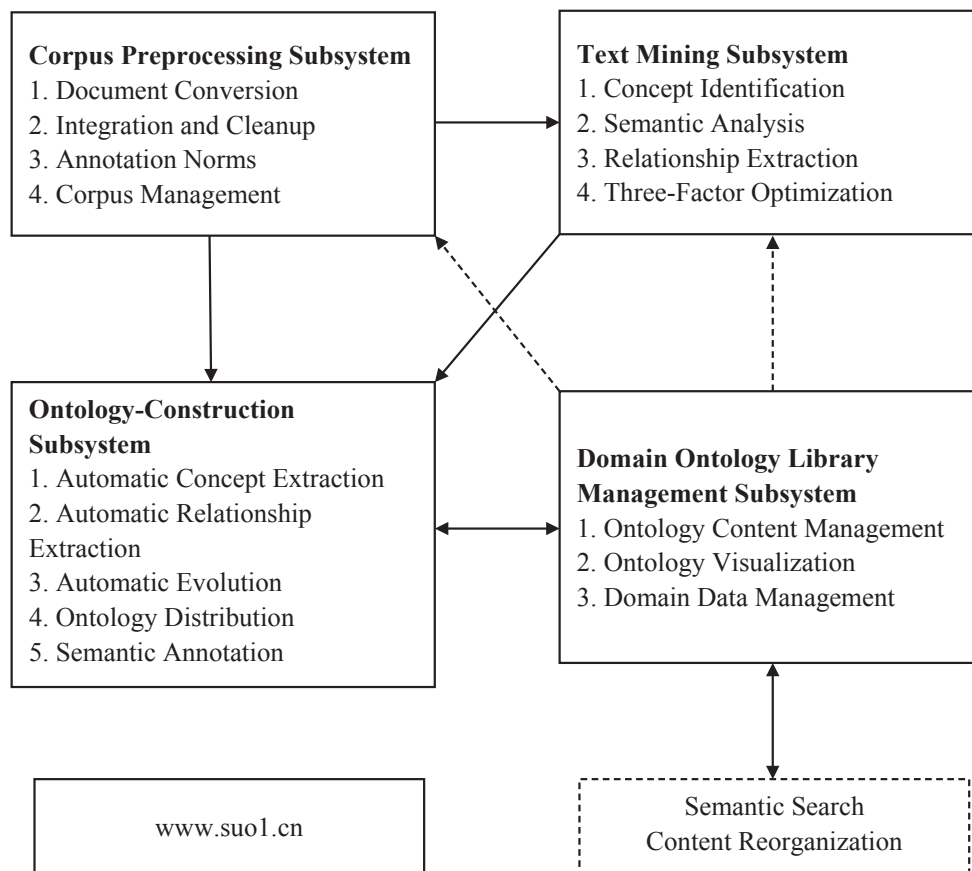 Corpus Preprocessing Subsystem
1. Document Conversion
2. Integration and Cleanup
3. Annotation Norms
4. Corpus Management
Text Mining Subsystem
1. Concept Identification
2. Semantic Analysis
3. Relationship Extraction
4. Three-Factor Optimization
Ontology-Construction
Subsystem
1. Automatic Concept Extraction
2. Automatic Relationship
Extraction
3. Automatic Evolution
4. Ontology Distribution
5. Semantic Annotation
Domain Ontology Library
Management Subsystem
1. Ontology Content Management
2. Ontology Visualization
3. Domain Data Management
www.suo1.cn
Semantic Search
Content Reorganization